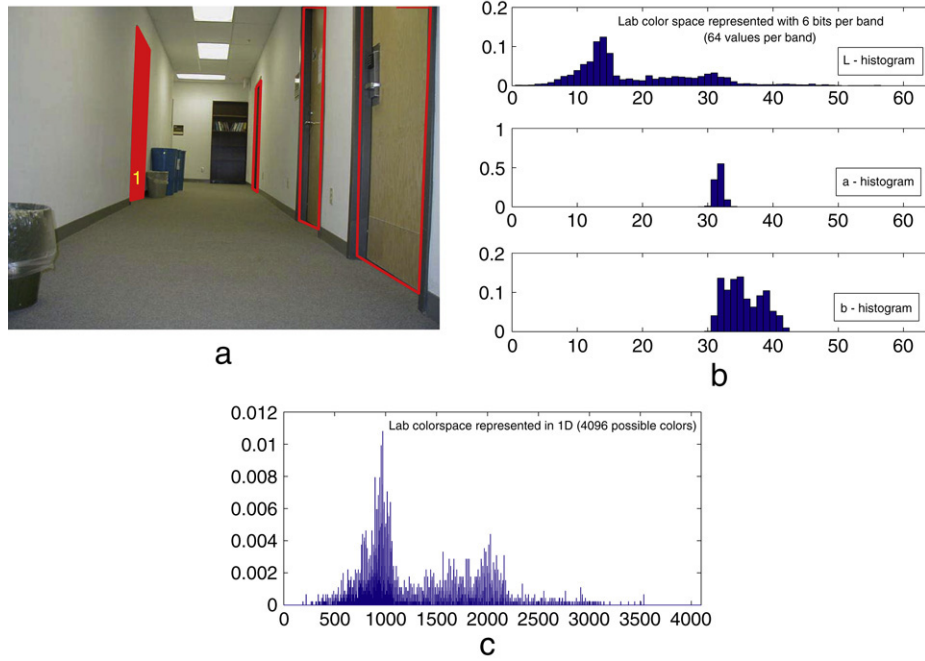 1
a
0.2
0.1
0
0 10 20 30 40 50 60
Lab color space represented with 6 bits per band
(64 values per band)
L - histogram
1
0.5
0
0 10 20 30 40 50 60
a - histogram
0.2
0.1
0
0 10 20 30 40 50 60
b - histogram
b
0.012
0.01
0.008
0.006
0.004
0.002
0
0 500 1000 1500 2000 2500 3000 3500 4000
Lab colorspace represented in 1D (4096 possible colors)
c